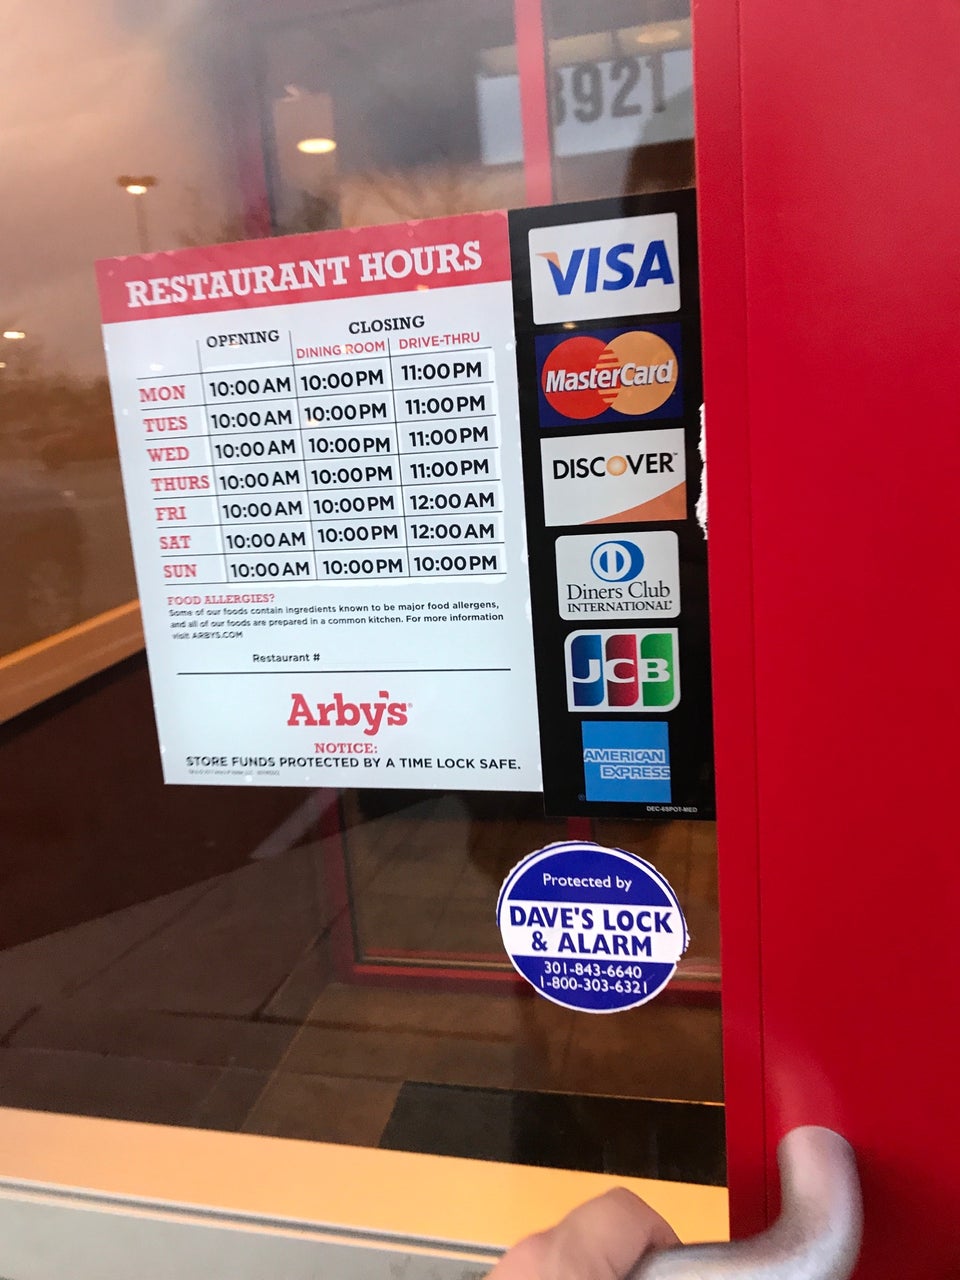 3921
RESTAURANT HOURS
OPENING CLOSING
DINING ROOM DRIVE-THRU
MON 10:00 AM 10:00 PM 11:00 PM
TUES 10:00 AM 10:00 PM 11:00 PM
WED 10:00 AM 10:00 PM 11:00 PM
THURS 10:00 AM 10:00 PM 11:00 PM
FRI 10:00 AM 10:00 PM 12:00 AM
SAT 10:00 AM 10:00 PM 12:00 AM
SUN 10:00 AM 10:00 PM 10:00 PM
FOOD ALLERGIES?
Some of our foods contain ingredients known to be major food allergens,
and all of our foods are prepared in a common kitchen. For more information
visit ARBYS.COM
Restaurant #
Arby's
NOTICE:
STORE FUNDS PROTECTED BY A TIME LOCK SAFE.
VISA
MasterCard
DISCOVER
Diners Club
INTERNATIONAL
JCB
AMERICAN
EXPRESS
DEC-6SPOT-MED
Protected by
DAVE'S LOCK
& ALARM
301-843-6640
1-800-303-6321